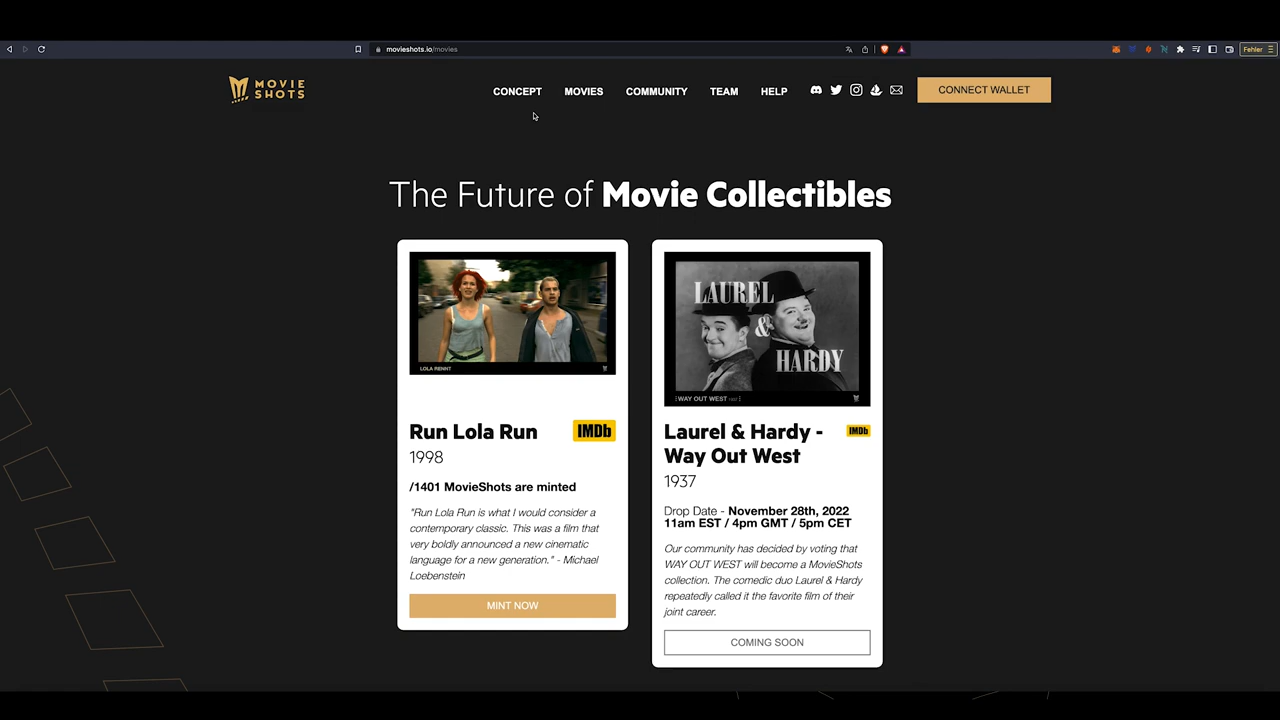 movieshots.io/movies
Fehler
MOVIE
SHOTS
CONCEPT
MOVIES
COMMUNITY
TEAM
HELP
CONNECT WALLET
The Future of Movie Collectibles
LOLA RENNT
Run Lola Run
IMDb
1998
/1401 MovieShots are minted
"Run Lola Run is what I would consider a
contemporary classic. This was a film that
very boldly announced a new cinematic
language for a new generation." - Michael
Loebenstein
MINT NOW
LAUREL
&
HARDY
WAY OUT WEST 1937
Laurel & Hardy -
IMDb
Way Out West
1937
Drop Date - November 28th, 2022
11am EST / 4pm GMT / 5pm CET
Our community has decided by voting that
WAY OUT WEST will become a MovieShots
collection. The comedic duo Laurel & Hardy
repeatedly called it the favorite film of their
joint career.
COMING SOON